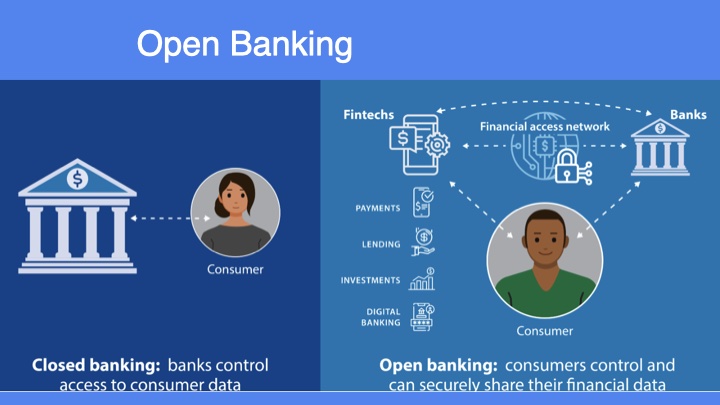 Open Banking
Consumer
Closed banking: banks control
access to consumer data
Fintechs
Banks
Financial access network
$
$
$
PAYMENTS
LENDING
INVESTMENTS
DIGITAL
BANKING
Consumer
Open banking: consumers control and
can securely share their financial data